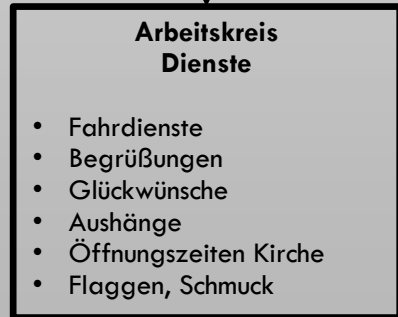 Arbeitskreis
Dienste
• Fahrdienste
• Begrüßungen
• Glückwünsche
• Aushänge
• Öffnungszeiten Kirche
• Flaggen, Schmuck